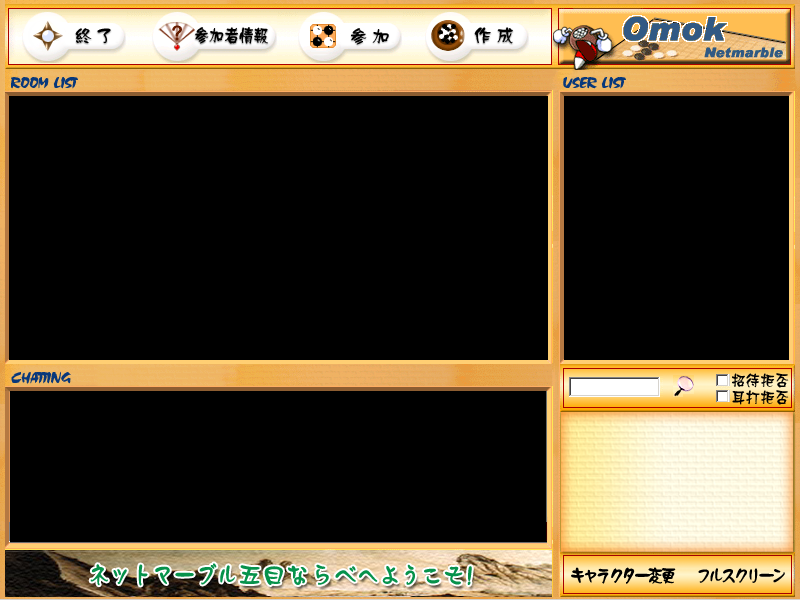 終了
参加者情報
参加
作成
Omok
Netmarble
ROOM LIST
USER LIST
CHATTING
招待拒否
耳打拒否
ネットマーブル五目ならべへようこそ!
キャラクター変更
フルスクリーン